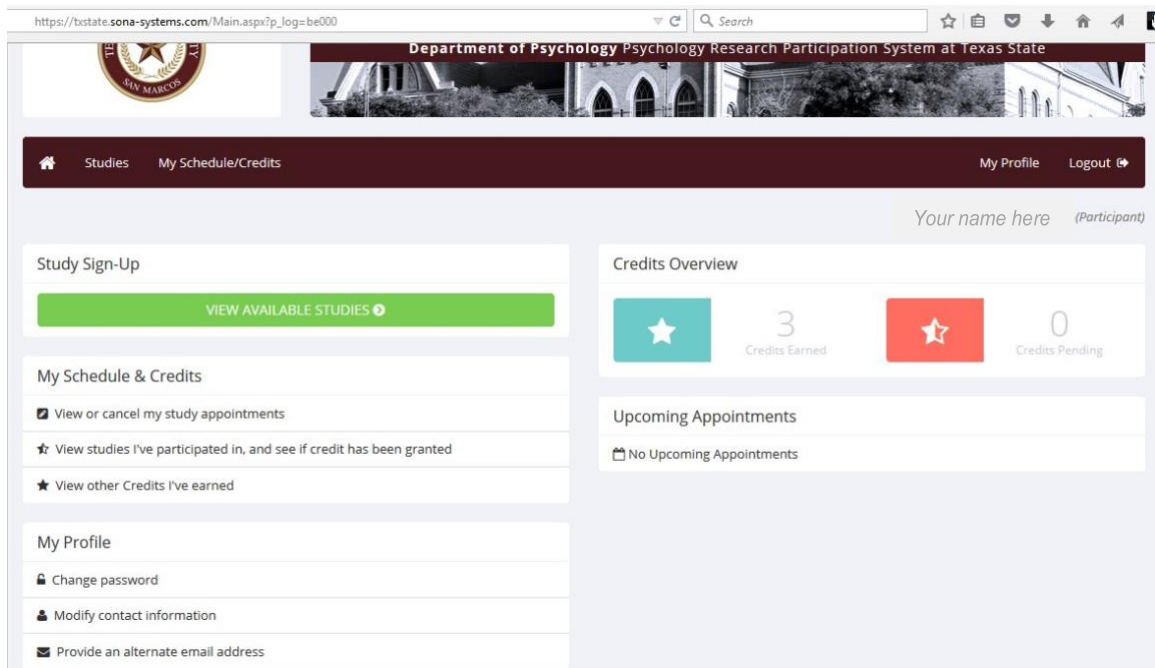 https://txstate.sona-systems.com/Main.aspx?p_log=be000
Search
SAN MARCOS
Department of Psychology Psychology Research Participation System at Texas State
Studies My Schedule/Credits My Profile Logout
Your name here (Participant)
Study Sign-Up
VIEW AVAILABLE STUDIES
My Schedule & Credits
View or cancel my study appointments
View studies I've participated in, and see if credit has been granted
View other Credits I've earned
My Profile
Change password
Modify contact information
Provide an alternate email address
Credits Overview
3
Credits Earned
0
Credits Pending
Upcoming Appointments
No Upcoming Appointments